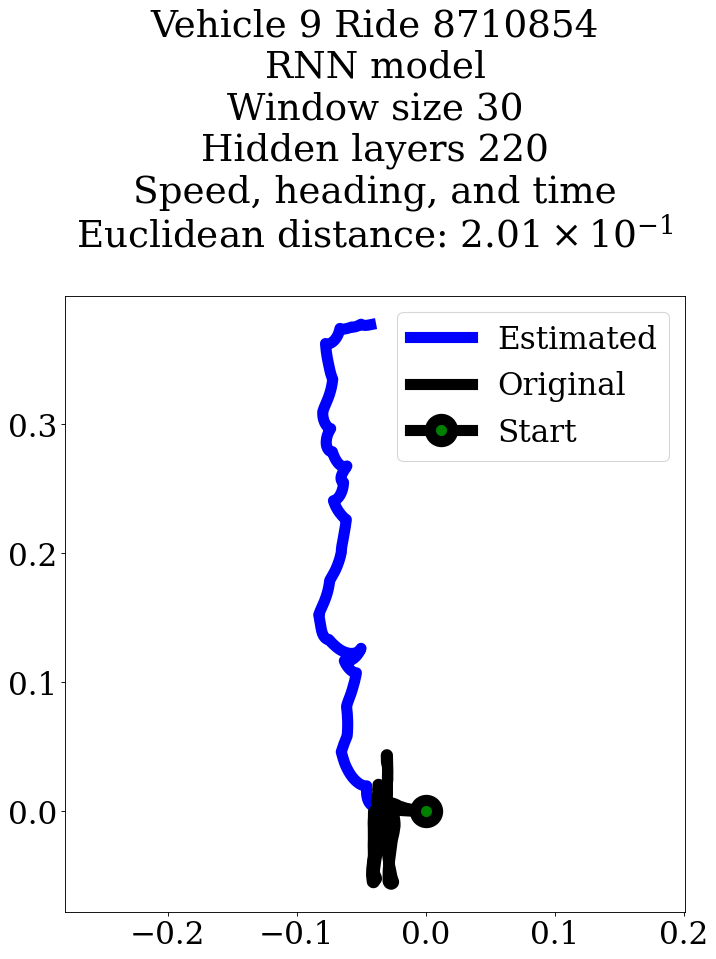 Vehicle 9 Ride 8710854
RNN model
Window size 30
Hidden layers 220
Speed, heading, and time
Euclidean distance: 2.01 × 10⁻¹
Estimated
Original
Start
0.3
0.2
0.1
0.0
−0.2
−0.1
0.0
0.1
0.2